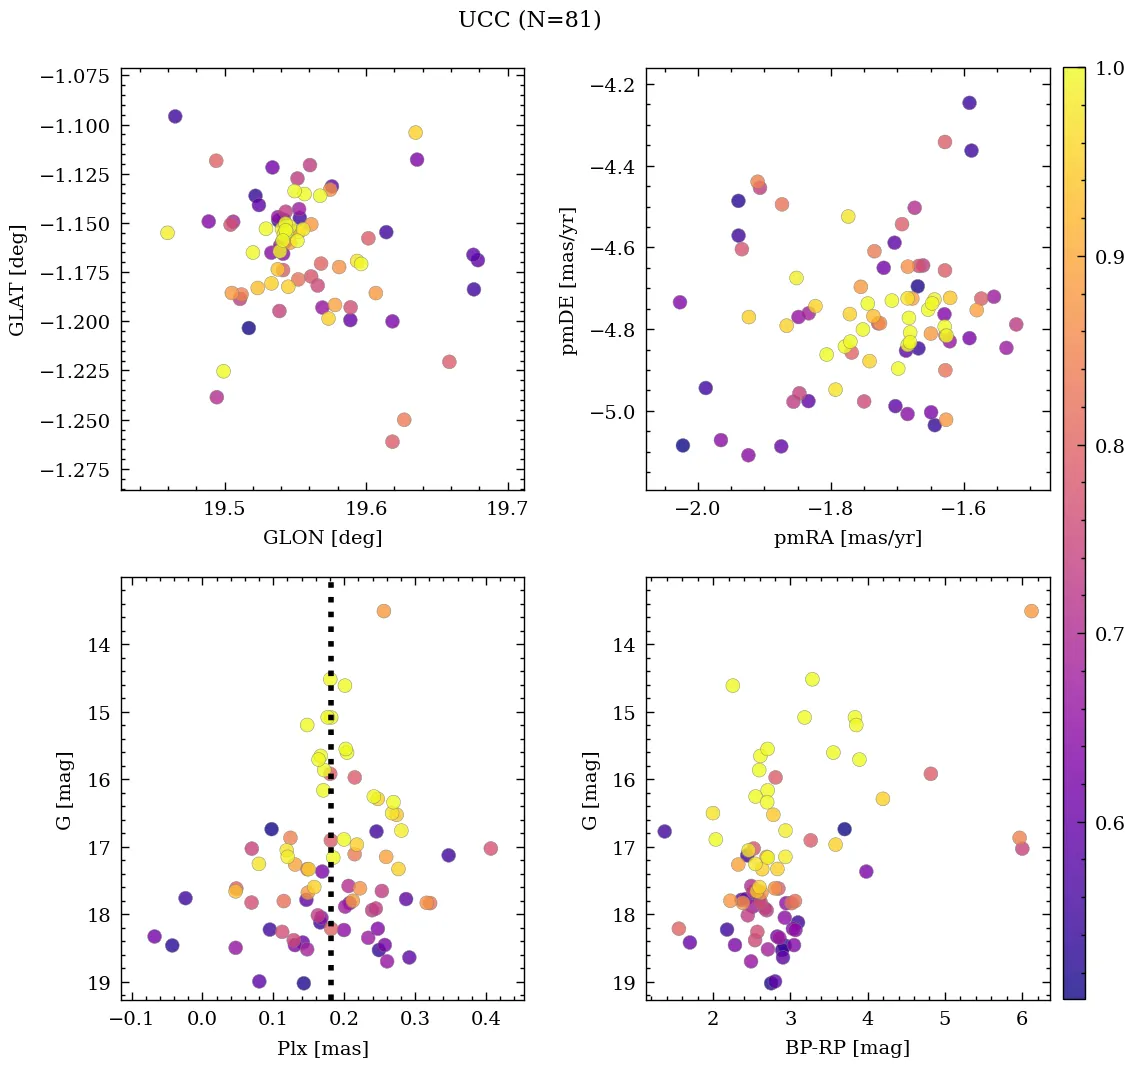 UCC (N=81)
−1.075
−1.100
−1.125
−1.150
−1.175
−1.200
−1.225
−1.250
−1.275
GLAT [deg]
19.5 19.6 19.7
GLON [deg]
−4.2
−4.4
−4.6
−4.8
−5.0
pmDE [mas/yr]
−2.0 −1.8 −1.6
pmRA [mas/yr]
14
15
16
17
18
19
G [mag]
−0.1 0.0 0.1 0.2 0.3 0.4
Plx [mas]
14
15
16
17
18
19
G [mag]
2 3 4 5 6
BP-RP [mag]
1.0
0.9
0.8
0.7
0.6